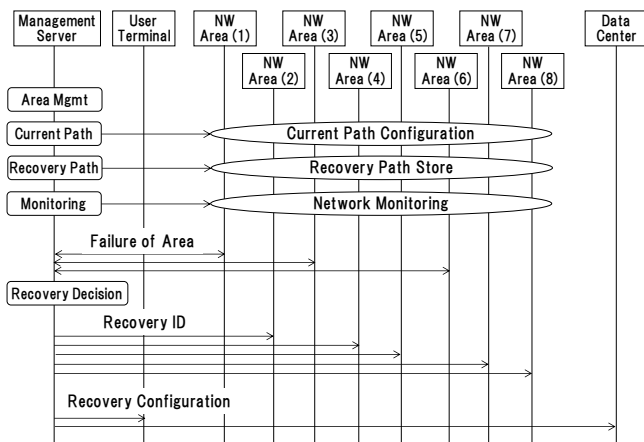 Management Server
User Terminal
NW Area (1)
NW Area (3)
NW Area (5)
NW Area (7)
Data Center
NW Area (2)
NW Area (4)
NW Area (6)
NW Area (8)
Area Mgmt
Current Path
Current Path Configuration
Recovery Path
Recovery Path Store
Monitoring
Network Monitoring
Failure of Area
Recovery Decision
Recovery ID
Recovery Configuration